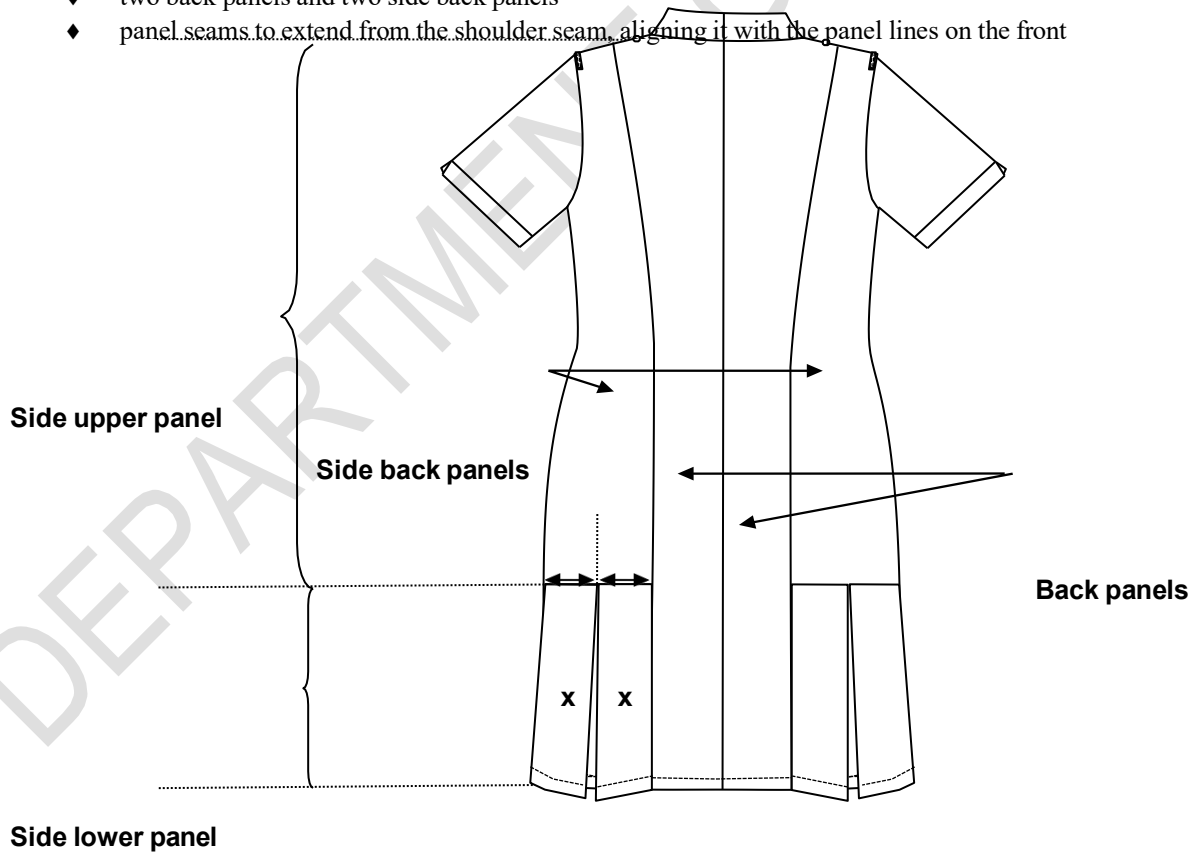 ♦ two back panels and two side back panels
♦ panel seams to extend from the shoulder seam, aligning it with the panel lines on the front
Side upper panel
Side back panels
Back panels
x x
Side lower panel
DEPARTMEN